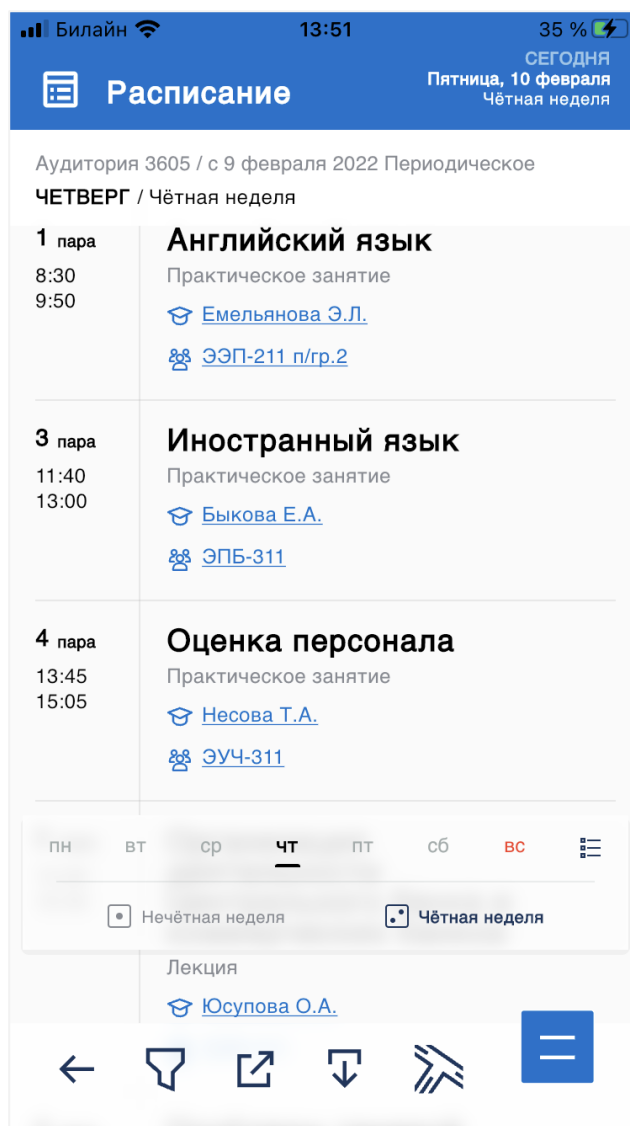 Билайн 13:51 35 %
СЕГОДНЯ
Расписание
Пятница, 10 февраля
Чётная неделя
Аудитория 3605 / с 9 февраля 2022 Периодическое
ЧЕТВЕРГ / Чётная неделя
1 пара
Английский язык
8:30
Практическое занятие
9:50
Емельянова Э.Л.
ЭЭП-211 п/гр.2
3 пара
Иностранный язык
11:40
Практическое занятие
13:00
Быкова Е.А.
ЭПБ-311
4 пара
Оценка персонала
13:45
Практическое занятие
15:05
Несова Т.А.
ЭУЧ-311
пн вт ср чт пт сб вс
Нечётная неделя Чётная неделя
Лекция
Юсупова О.А.